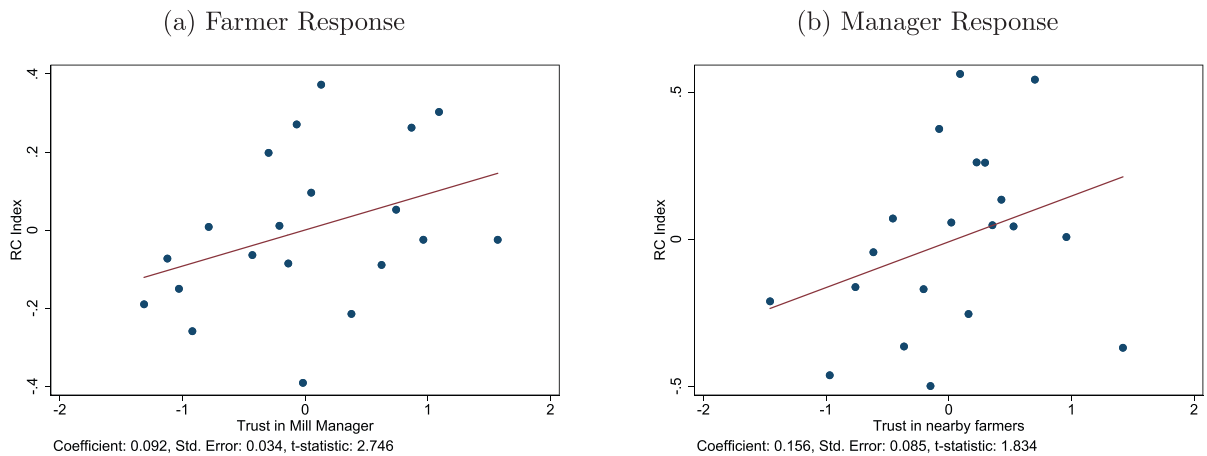 (a) Farmer Response
.4
.2
0
-.2
-.4
RC Index
-2 -1 0 1 2
Trust in Mill Manager
Coefficient: 0.092, Std. Error: 0.034, t-statistic: 2.746
(b) Manager Response
.5
0
-.5
RC Index
-2 -1 0 1 2
Trust in nearby farmers
Coefficient: 0.156, Std. Error: 0.085, t-statistic: 1.834